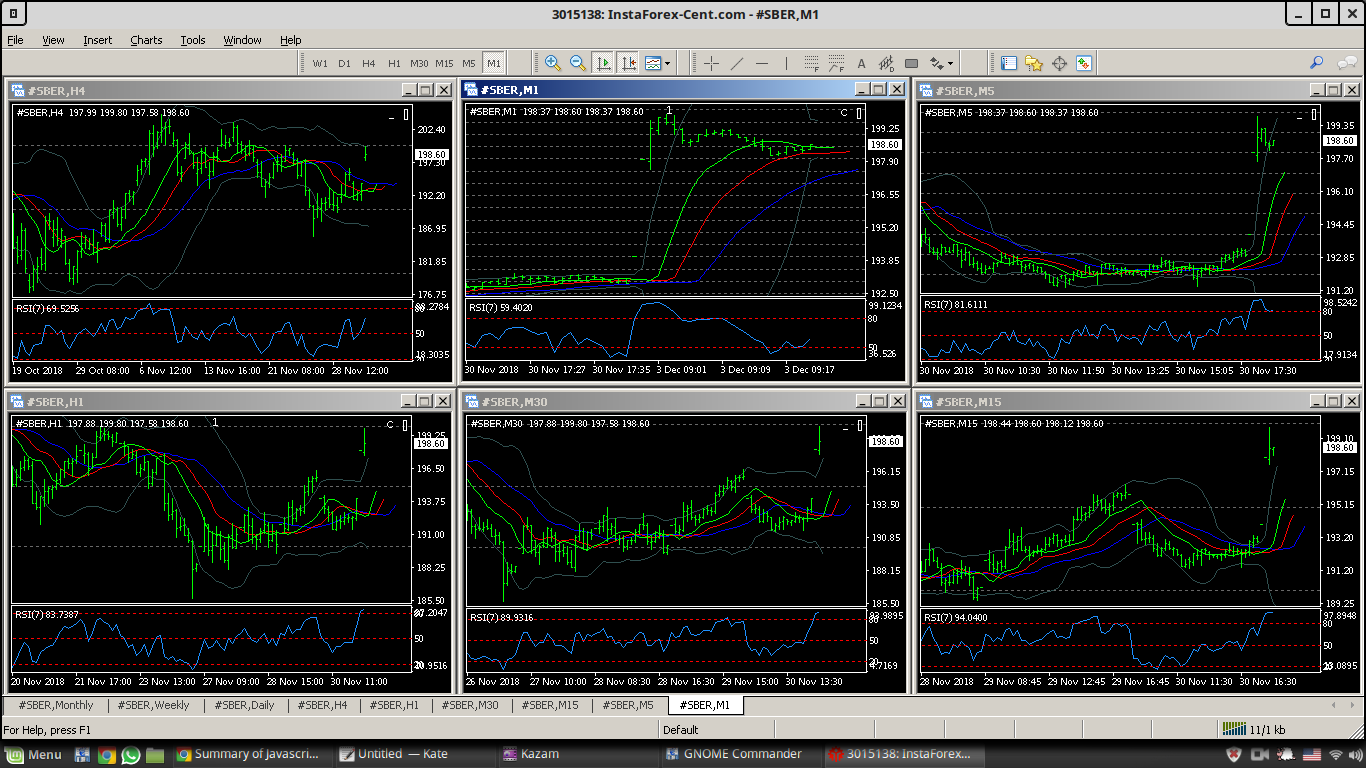 3015138: InstaForex-Cent.com - #SBER,M1
File View Insert Charts Tools Window Help
W1 D1 H4 H1 M30 M15 M5 M1
#SBER,H4
#SBER,H4 197.99 199.80 197.58 198.60
202.40
198.60
197.30
192.20
186.95
181.85
176.75
RSI(7) 69.5256
80
50
18.3035
19 Oct 2018 29 Oct 08:00 6 Nov 12:00 13 Nov 16:00 21 Nov 08:00 28 Nov 12:00
#SBER,M1
#SBER,M1 198.37 198.60 198.37 198.60
1
C
199.25
198.60
197.90
196.55
195.20
193.85
192.50
RSI(7) 59.4020
99.1234
80
50
36.526
30 Nov 2018 30 Nov 17:27 30 Nov 17:35 3 Dec 09:01 3 Dec 09:09 3 Dec 09:17
#SBER,M5
#SBER,M5 198.37 198.60 198.37 198.60
199.35
198.60
197.70
196.10
194.45
192.85
191.20
RSI(7) 81.6111
98.5242
80
50
17.9134
30 Nov 2018 30 Nov 10:30 30 Nov 11:50 30 Nov 13:25 30 Nov 15:05 30 Nov 17:30
#SBER,H1
#SBER,H1 197.88 199.80 197.58 198.60
1
C
199.25
198.60
196.50
193.75
191.00
188.25
185.50
RSI(7) 83.7387
50
20
20 Nov 2018 21 Nov 17:00 23 Nov 13:00 27 Nov 09:00 28 Nov 15:00 30 Nov 11:00
#SBER,M30
#SBER,M30 197.88 199.80 197.58 198.60
198.60
196.15
193.50
190.85
188.15
185.50
RSI(7) 89.9316
80
50
20
26 Nov 2018 27 Nov 10:00 28 Nov 08:30 28 Nov 16:30 29 Nov 15:00 30 Nov 13:30
#SBER,M15
#SBER,M15 198.44 198.60 198.12 198.60
199.10
198.60
197.15
195.15
193.20
191.20
189.25
RSI(7) 94.0400
97.8948
80
50
20
28 Nov 2018 29 Nov 08:45 29 Nov 12:45 29 Nov 16:45 30 Nov 11:30 30 Nov 16:30
#SBER,Monthly #SBER,Weekly #SBER,Daily #SBER,H4 #SBER,H1 #SBER,M30 #SBER,M15 #SBER,M5 #SBER,M1
For Help, press F1 Default 11/1 kb
Menu Summary of Javascri... Untitled — Kate Kazam GNOME Commander 3015138: InstaForex...